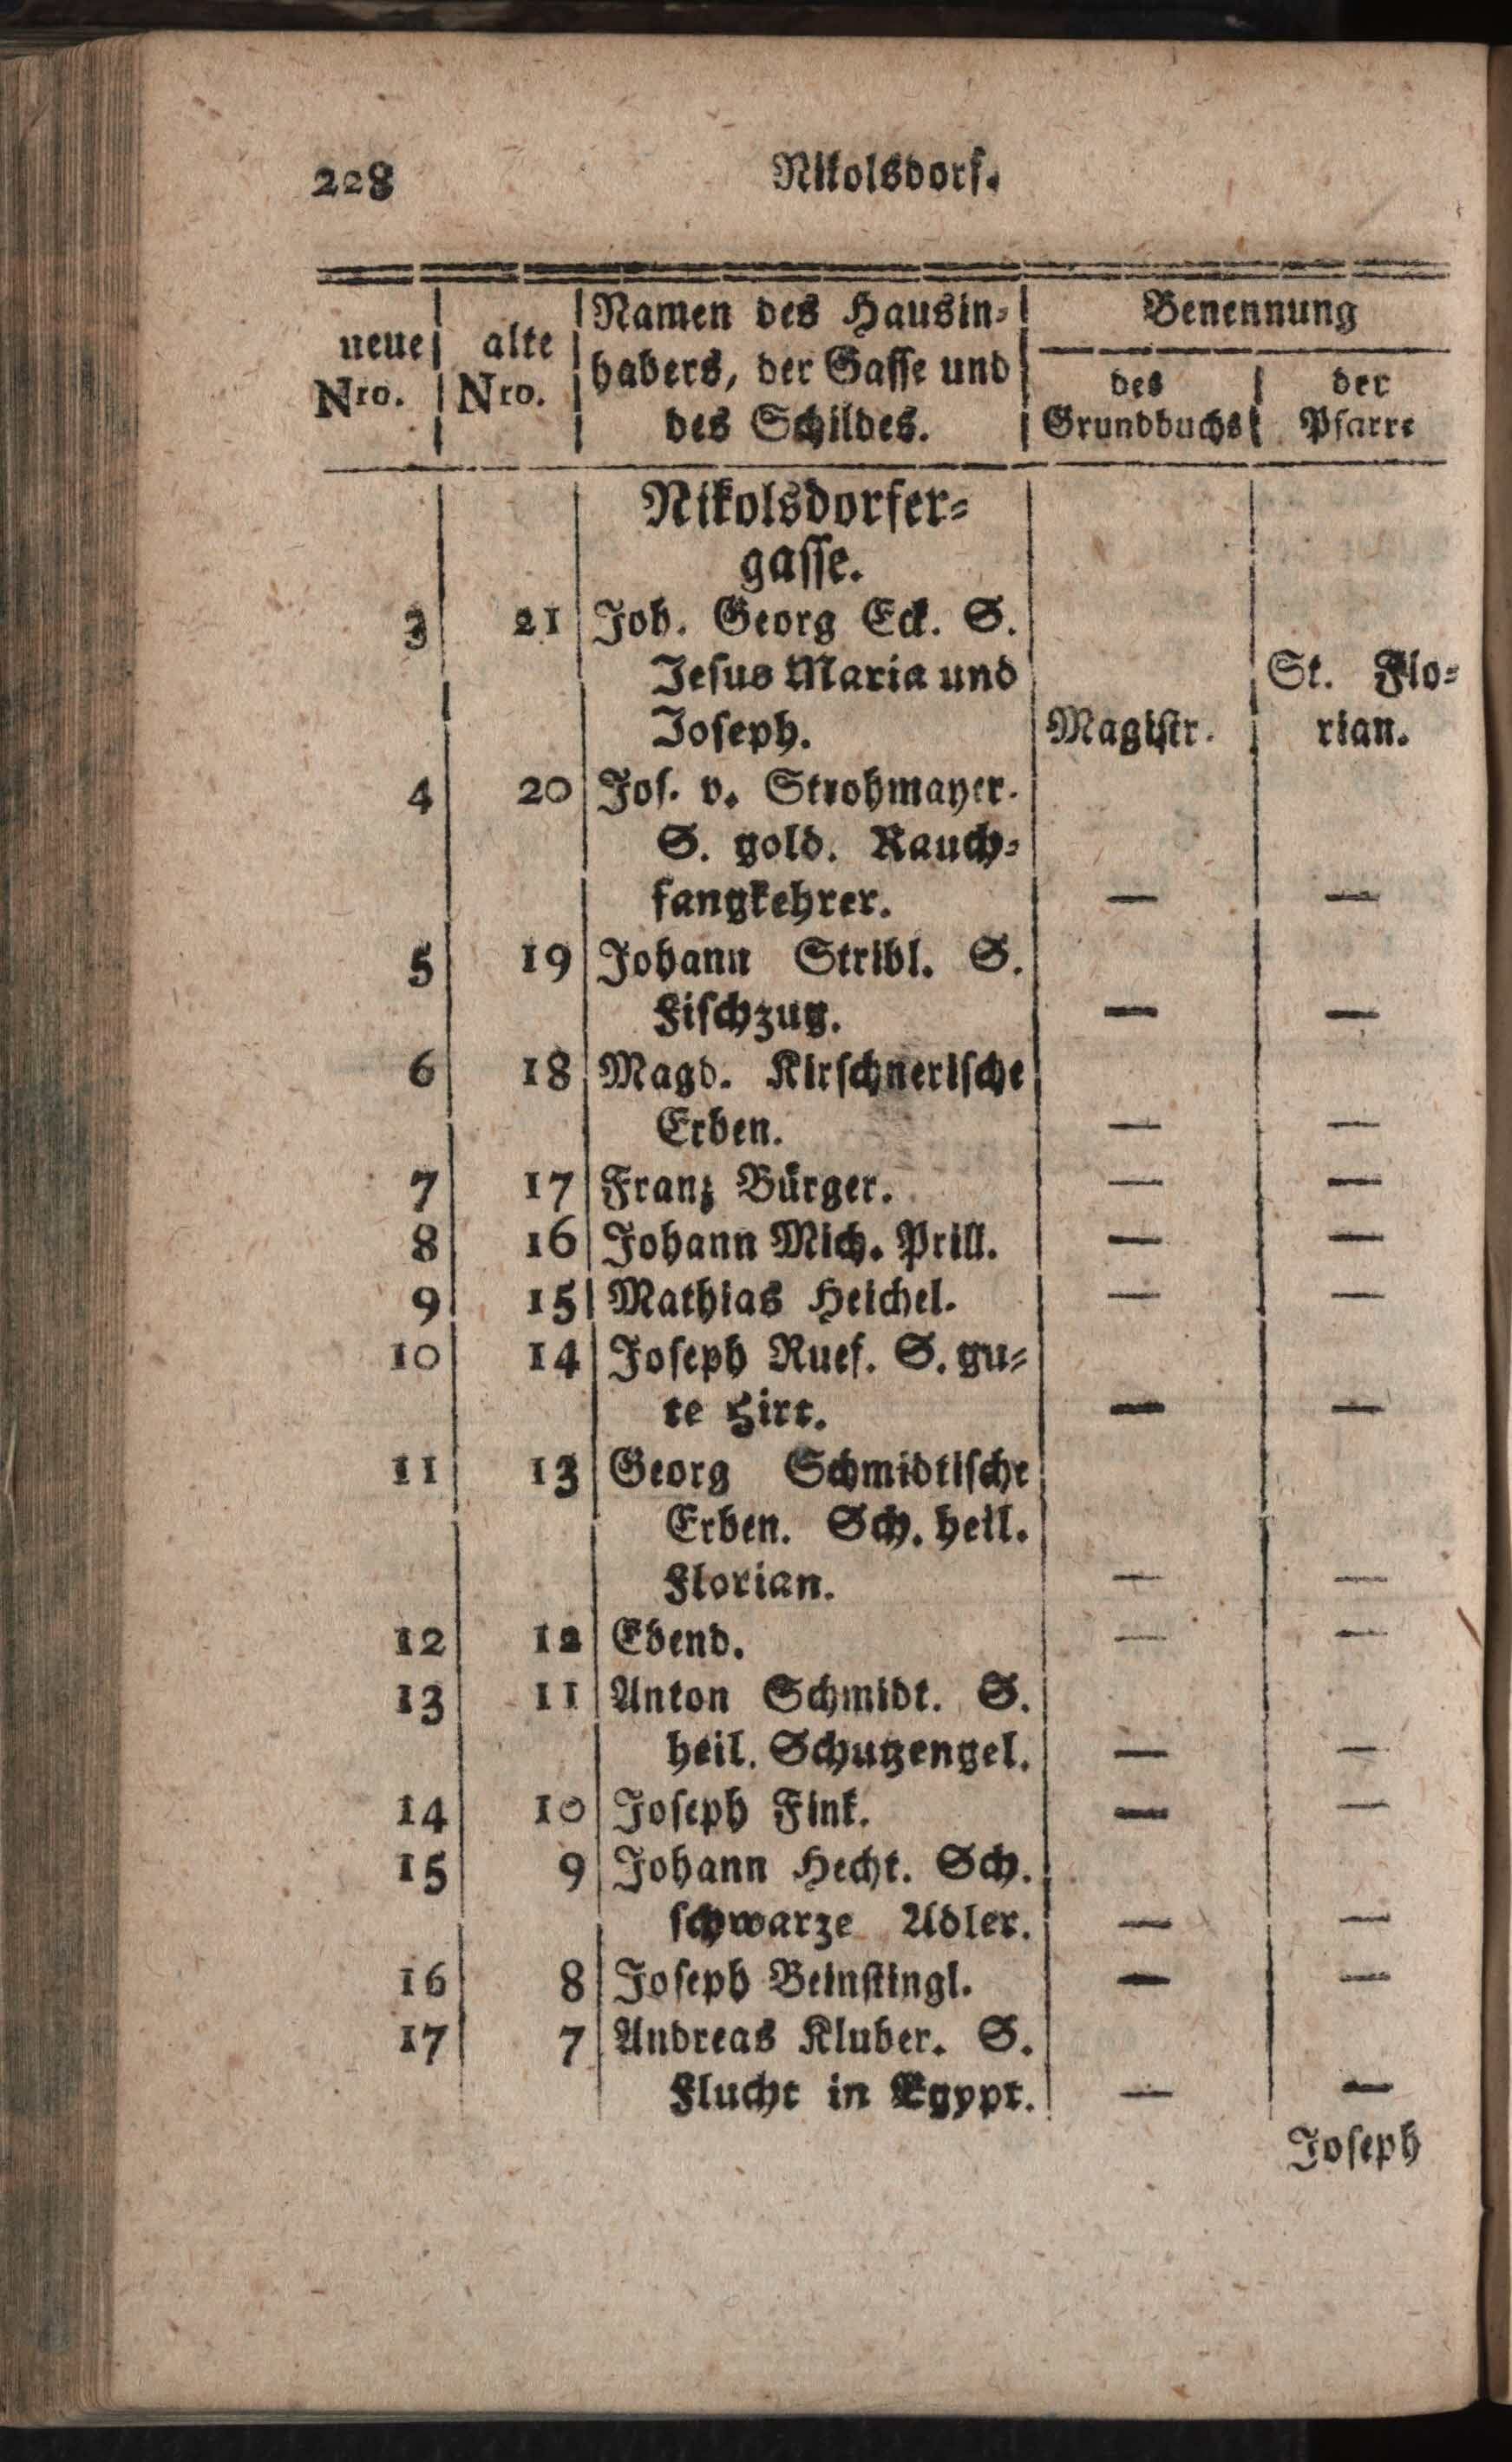 228 Nikolsdorf.
neue Nro. | alte Nro. | Namen des Hausin- | Benennung
habers, der Gasse und | des | der
des Schildes. | Grundbuchs | Pfarre
Nikolsdorfer-
gasse.
3 | 21 | Joh. Georg Eck. S.
Jesus Maria und | St. Flo-
Joseph. | Magistr. | rian.
4 | 20 | Jos. v. Strohmayer.
S. gold. Rauch-
fangkehrer. | — | —
5 | 19 | Johann Stribl. S.
Fischzug. | — | —
6 | 18 | Magd. Kirschnerische
Erben. | — | —
7 | 17 | Franz Bürger. | — | —
8 | 16 | Johann Mich. Prill. | — | —
9 | 15 | Mathias Heichel. | — | —
10 | 14 | Joseph Ruef. S. gu-
te Hirt. | — | —
11 | 13 | Georg Schmidtische
Erben. Sch. heil.
Florian. | — | —
12 | 12 | Ebend. | — | —
13 | 11 | Anton Schmidt. S.
heil. Schutzengel. | — | —
14 | 10 | Joseph Fink. | — | —
15 | 9 | Johann Hecht. Sch.
schwarze Adler. | — | —
16 | 8 | Joseph Beinstingl. | — | —
17 | 7 | Andreas Kluber. S.
Flucht in Egypt. | — | —
Joseph